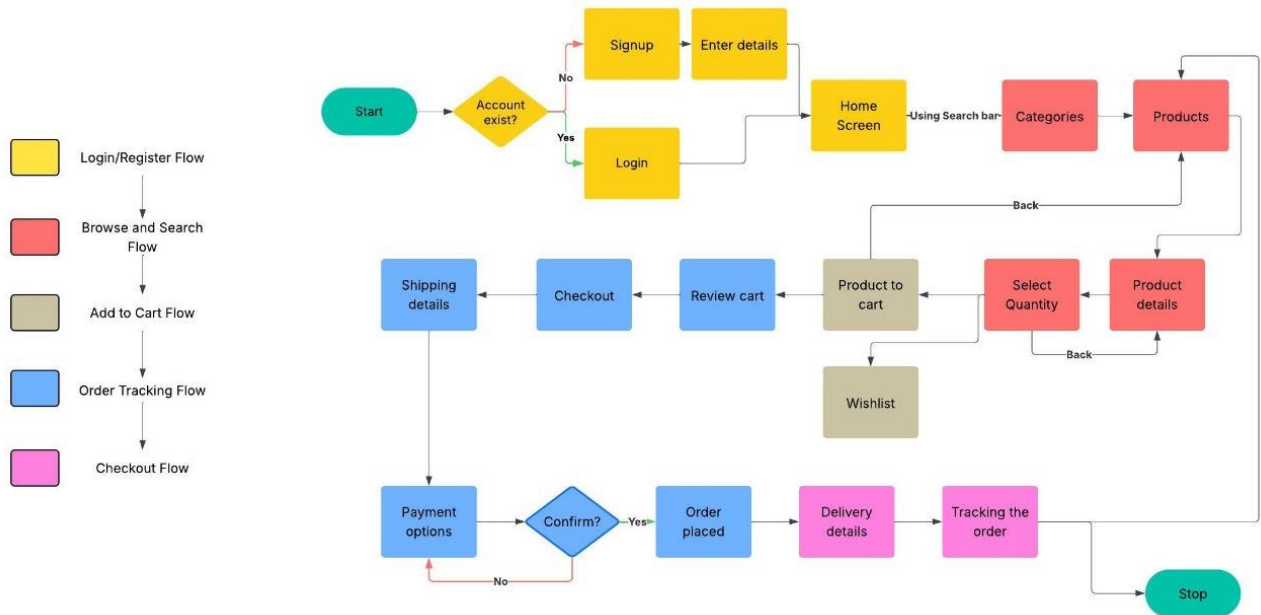 Signup
Enter details
No
Start
Account
exist?
Home
Screen
Using Search bar
Categories
Products
Yes
Login
Login/Register Flow
Browse and Search
Flow
Add to Cart Flow
Order Tracking Flow
Checkout Flow
Back
Shipping
details
Checkout
Review cart
Product to
cart
Select
Quantity
Product
details
Back
Wishlist
Payment
options
Confirm?
Yes
Order
placed
Delivery
details
Tracking the
order
No
Stop